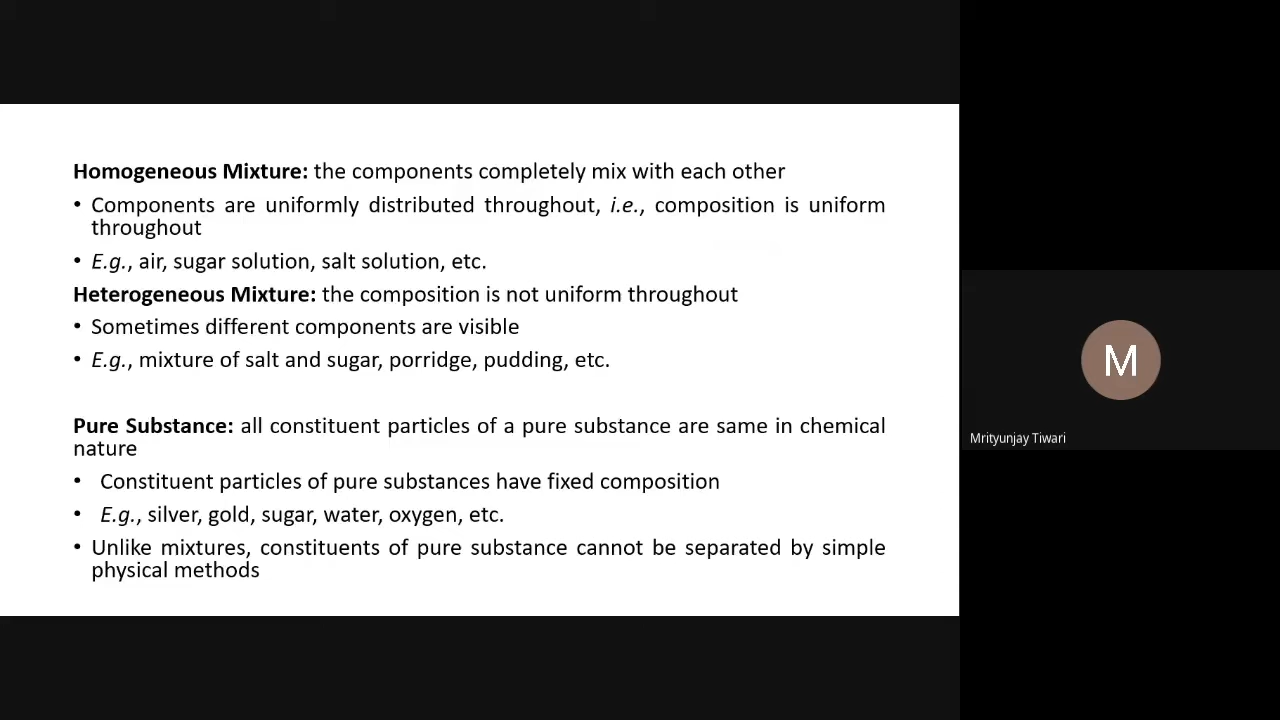 Homogeneous Mixture: the components completely mix with each other
• Components are uniformly distributed throughout, i.e., composition is uniform
throughout
• E.g., air, sugar solution, salt solution, etc.
Heterogeneous Mixture: the composition is not uniform throughout
• Sometimes different components are visible
• E.g., mixture of salt and sugar, porridge, pudding, etc.
Pure Substance: all constituent particles of a pure substance are same in chemical
nature
• Constituent particles of pure substances have fixed composition
• E.g., silver, gold, sugar, water, oxygen, etc.
• Unlike mixtures, constituents of pure substance cannot be separated by simple
physical methods
M
Mrityunjay Tiwari